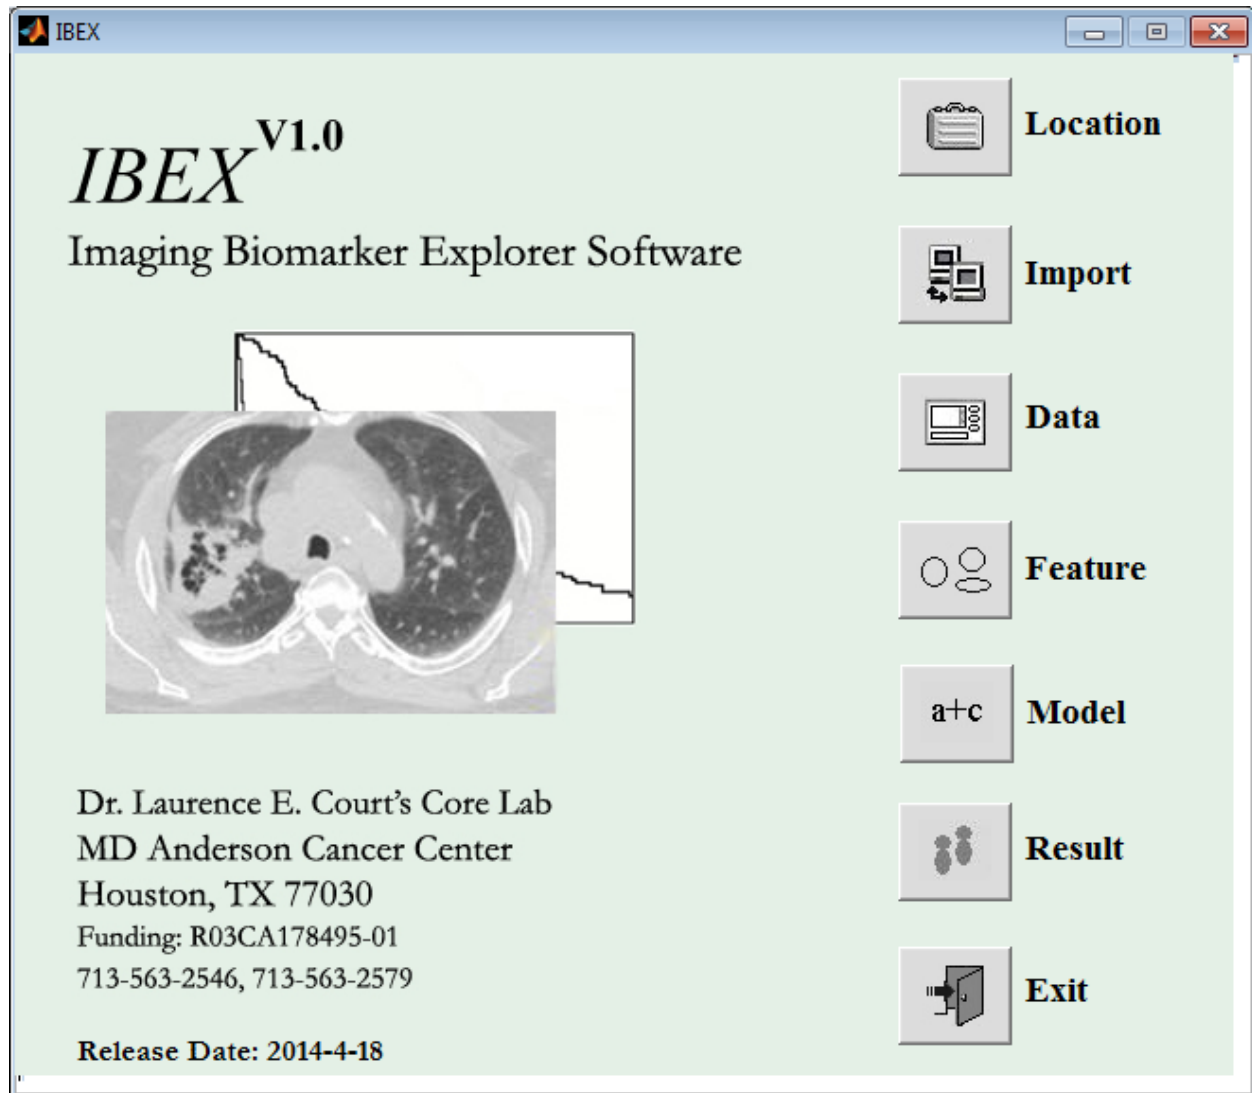 IBEX
IBEX V1.0
Imaging Biomarker Explorer Software
Dr. Laurence E. Court's Core Lab
MD Anderson Cancer Center
Houston, TX 77030
Funding: R03CA178495-01
713-563-2546, 713-563-2579
Release Date: 2014-4-18
Location
Import
Data
Feature
a+c Model
Result
Exit